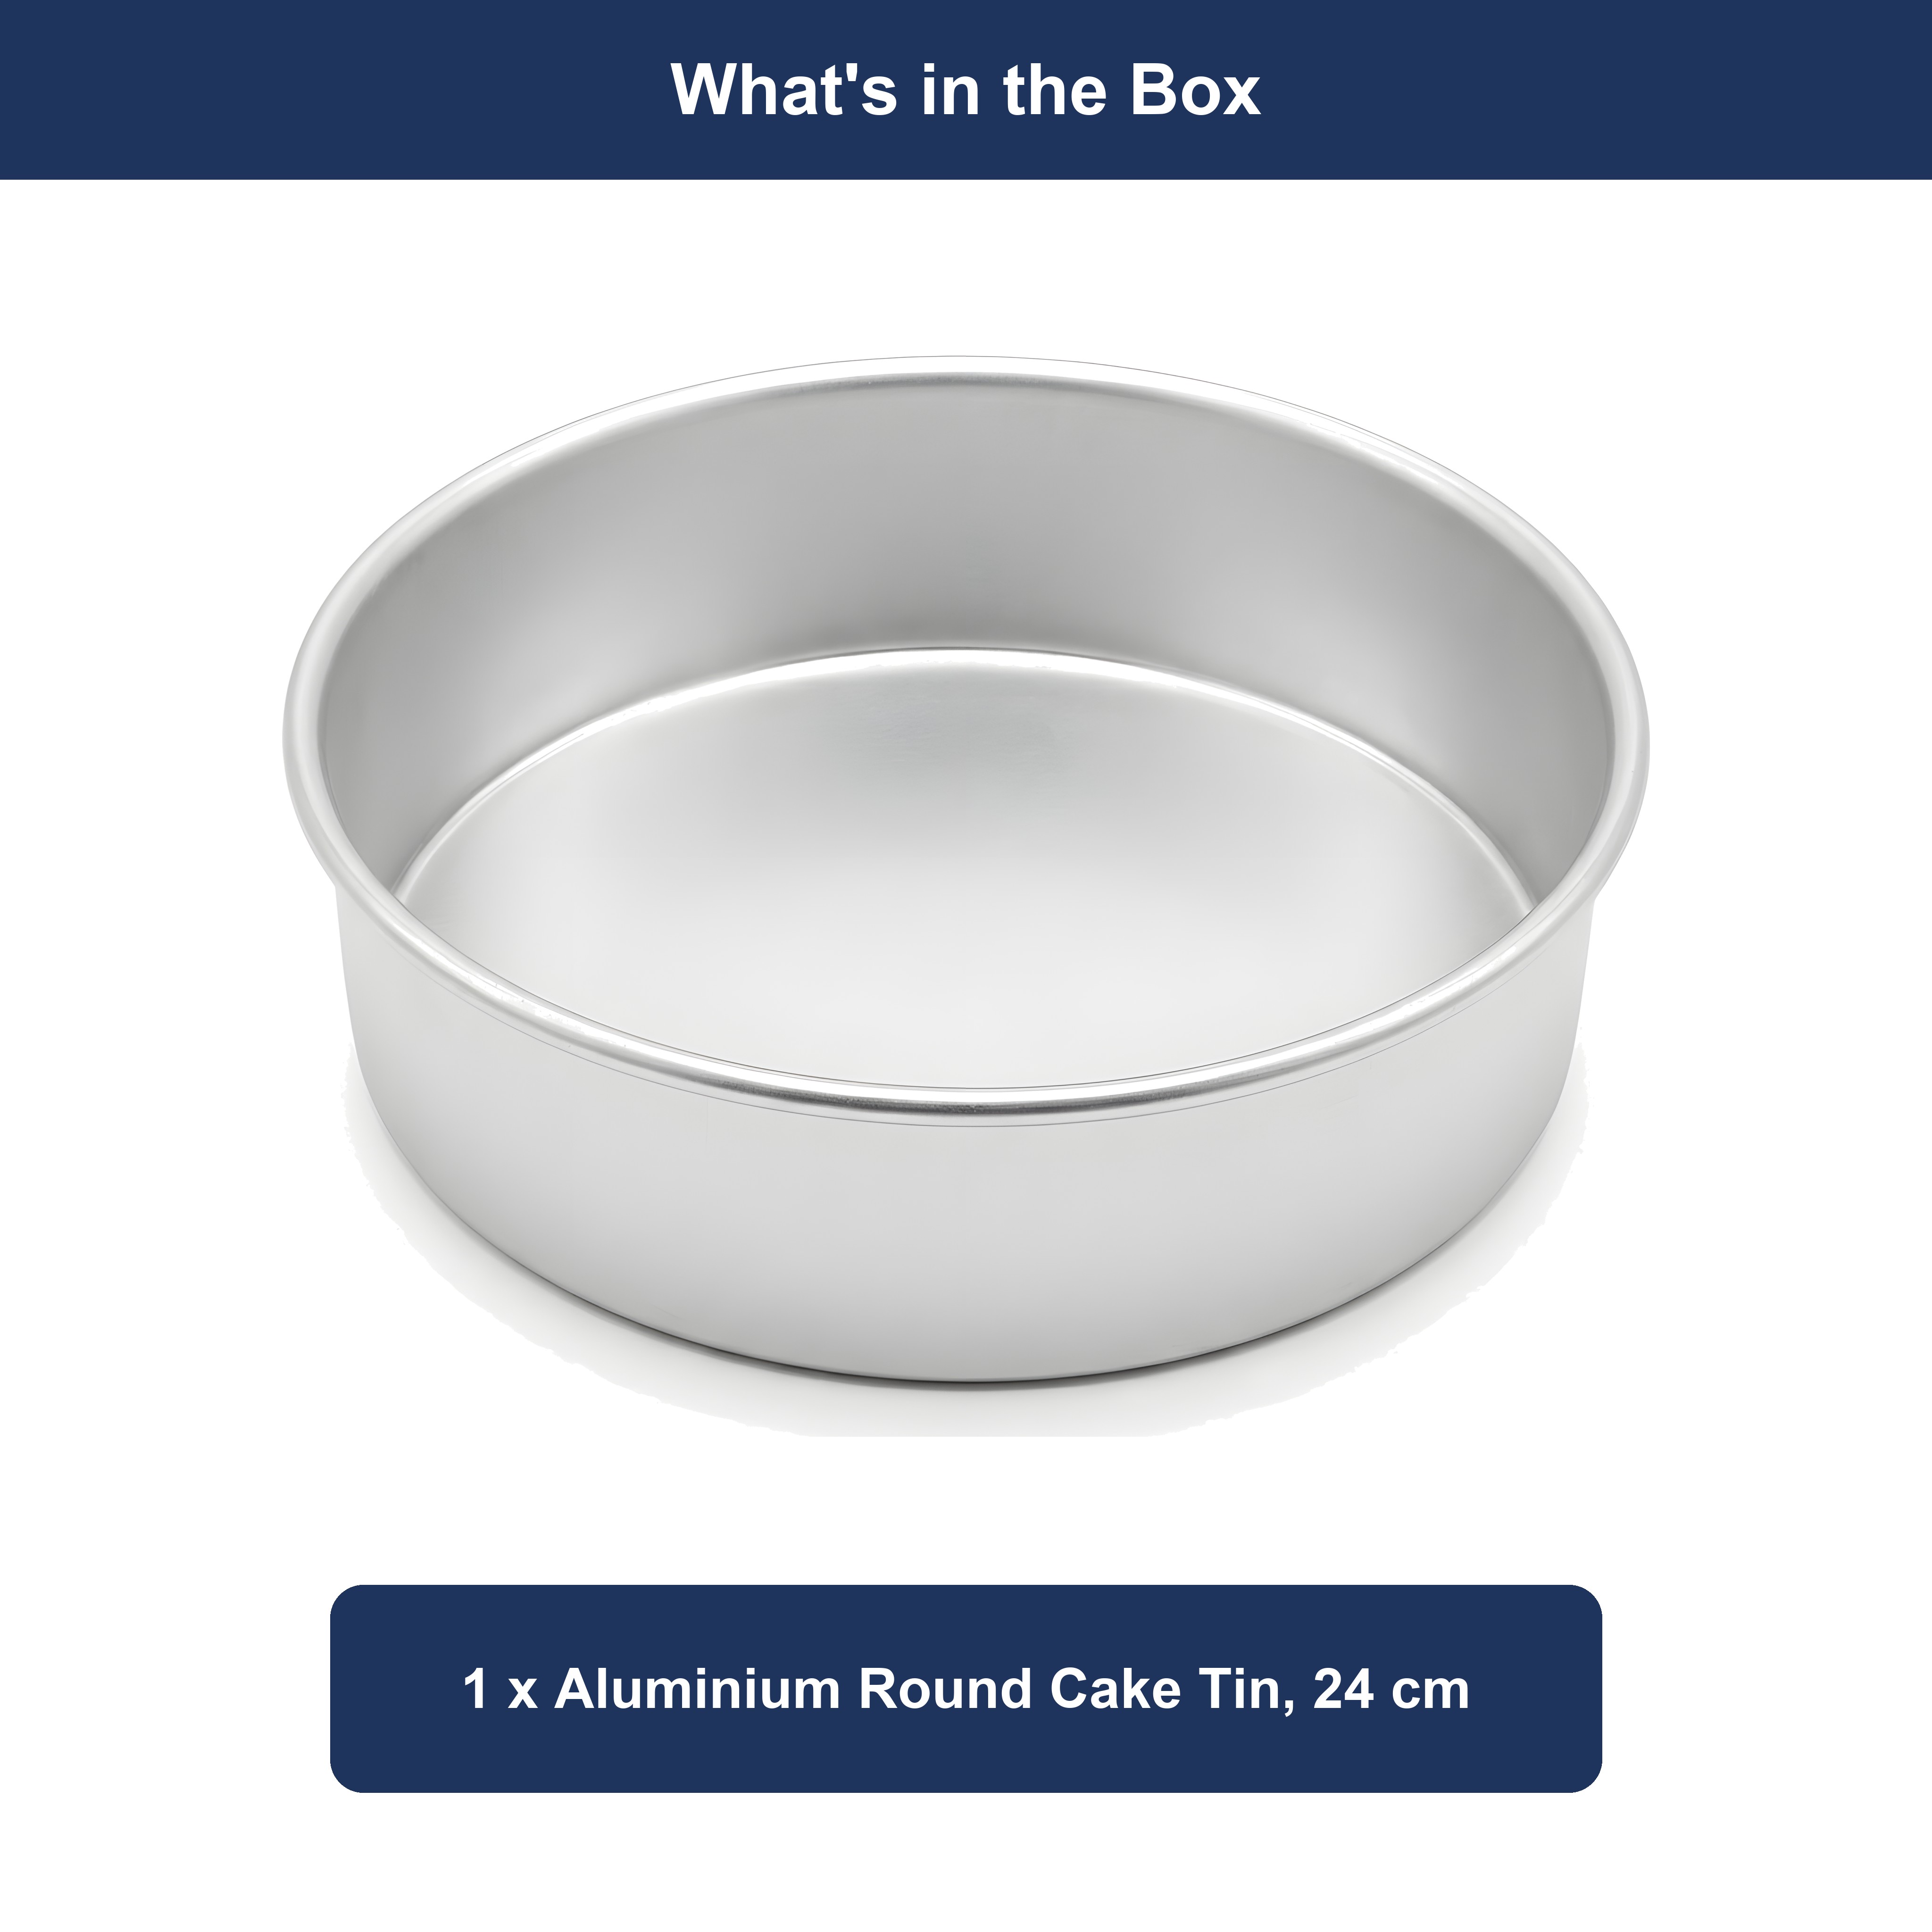 What's in the Box
1 x Aluminium Round Cake Tin, 24 cm